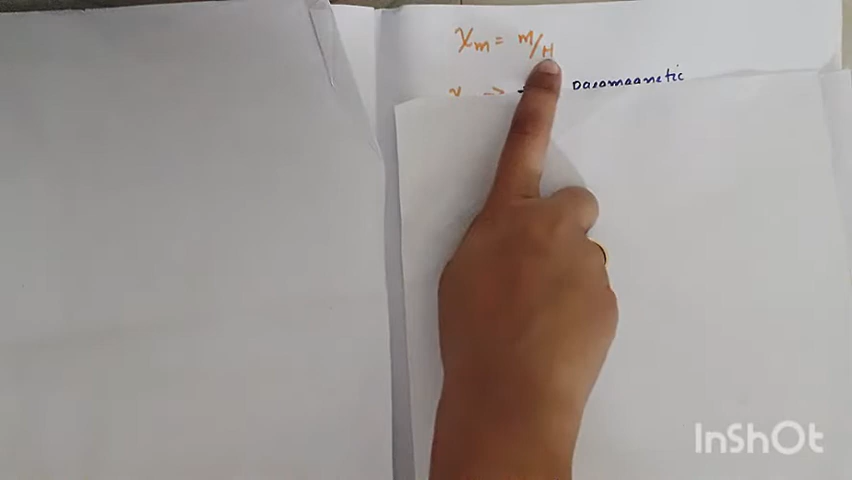 χm = m/H
χ → Paramagnetic
InShOt